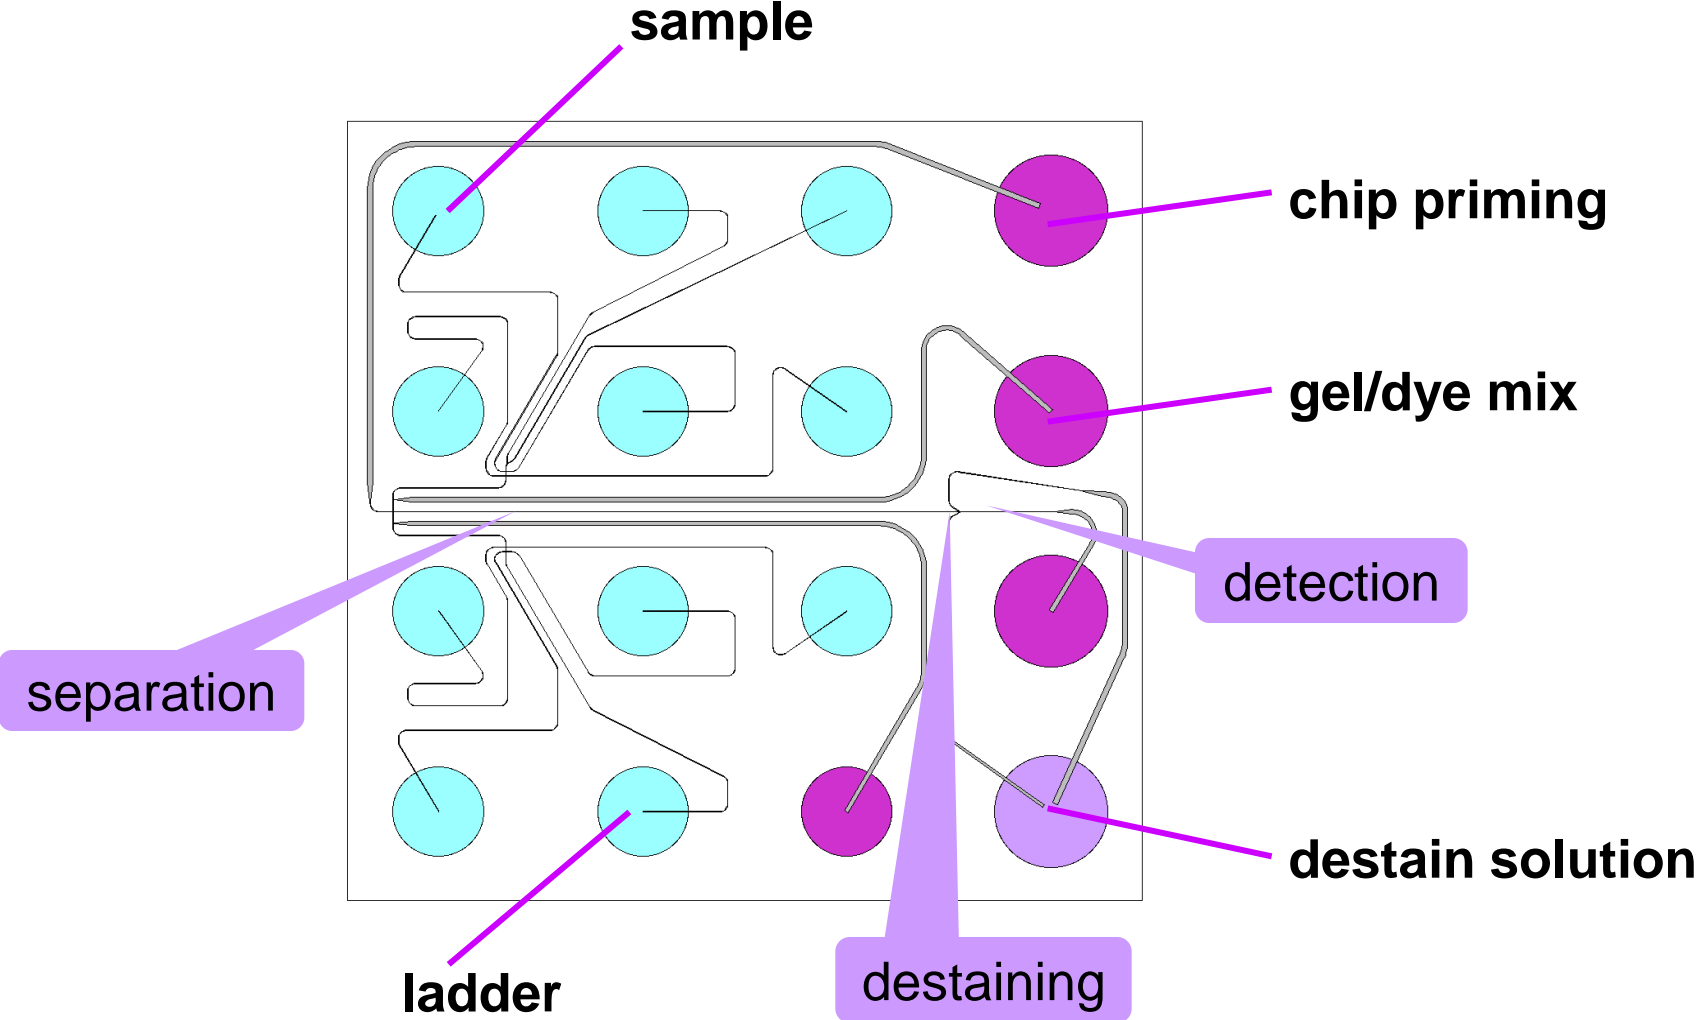 sample
chip priming
gel/dye mix
detection
separation
destain solution
destaining
ladder